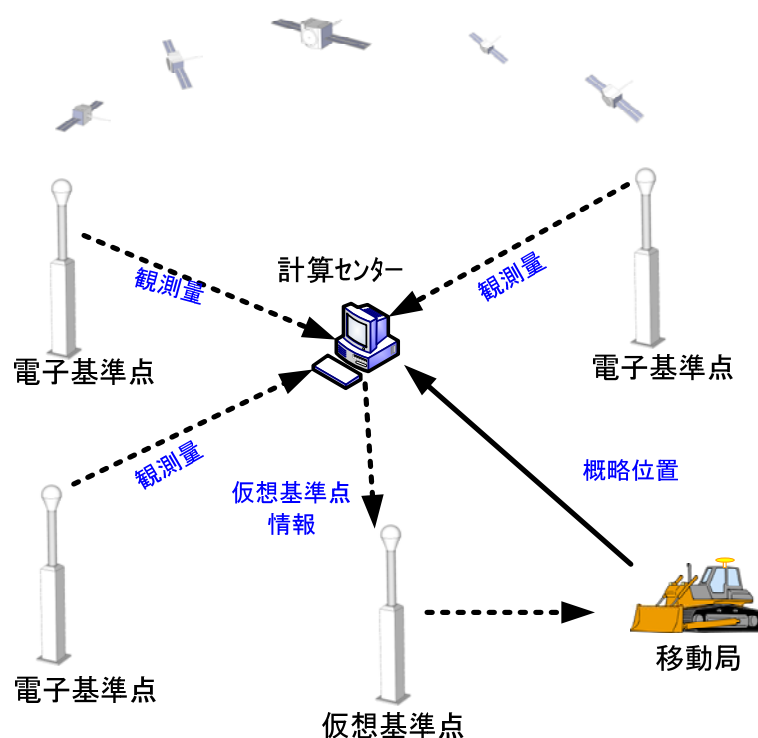 計算センター
観測量
観測量
電子基準点
電子基準点
観測量
概略位置
仮想基準点
情報
移動局
電子基準点
仮想基準点